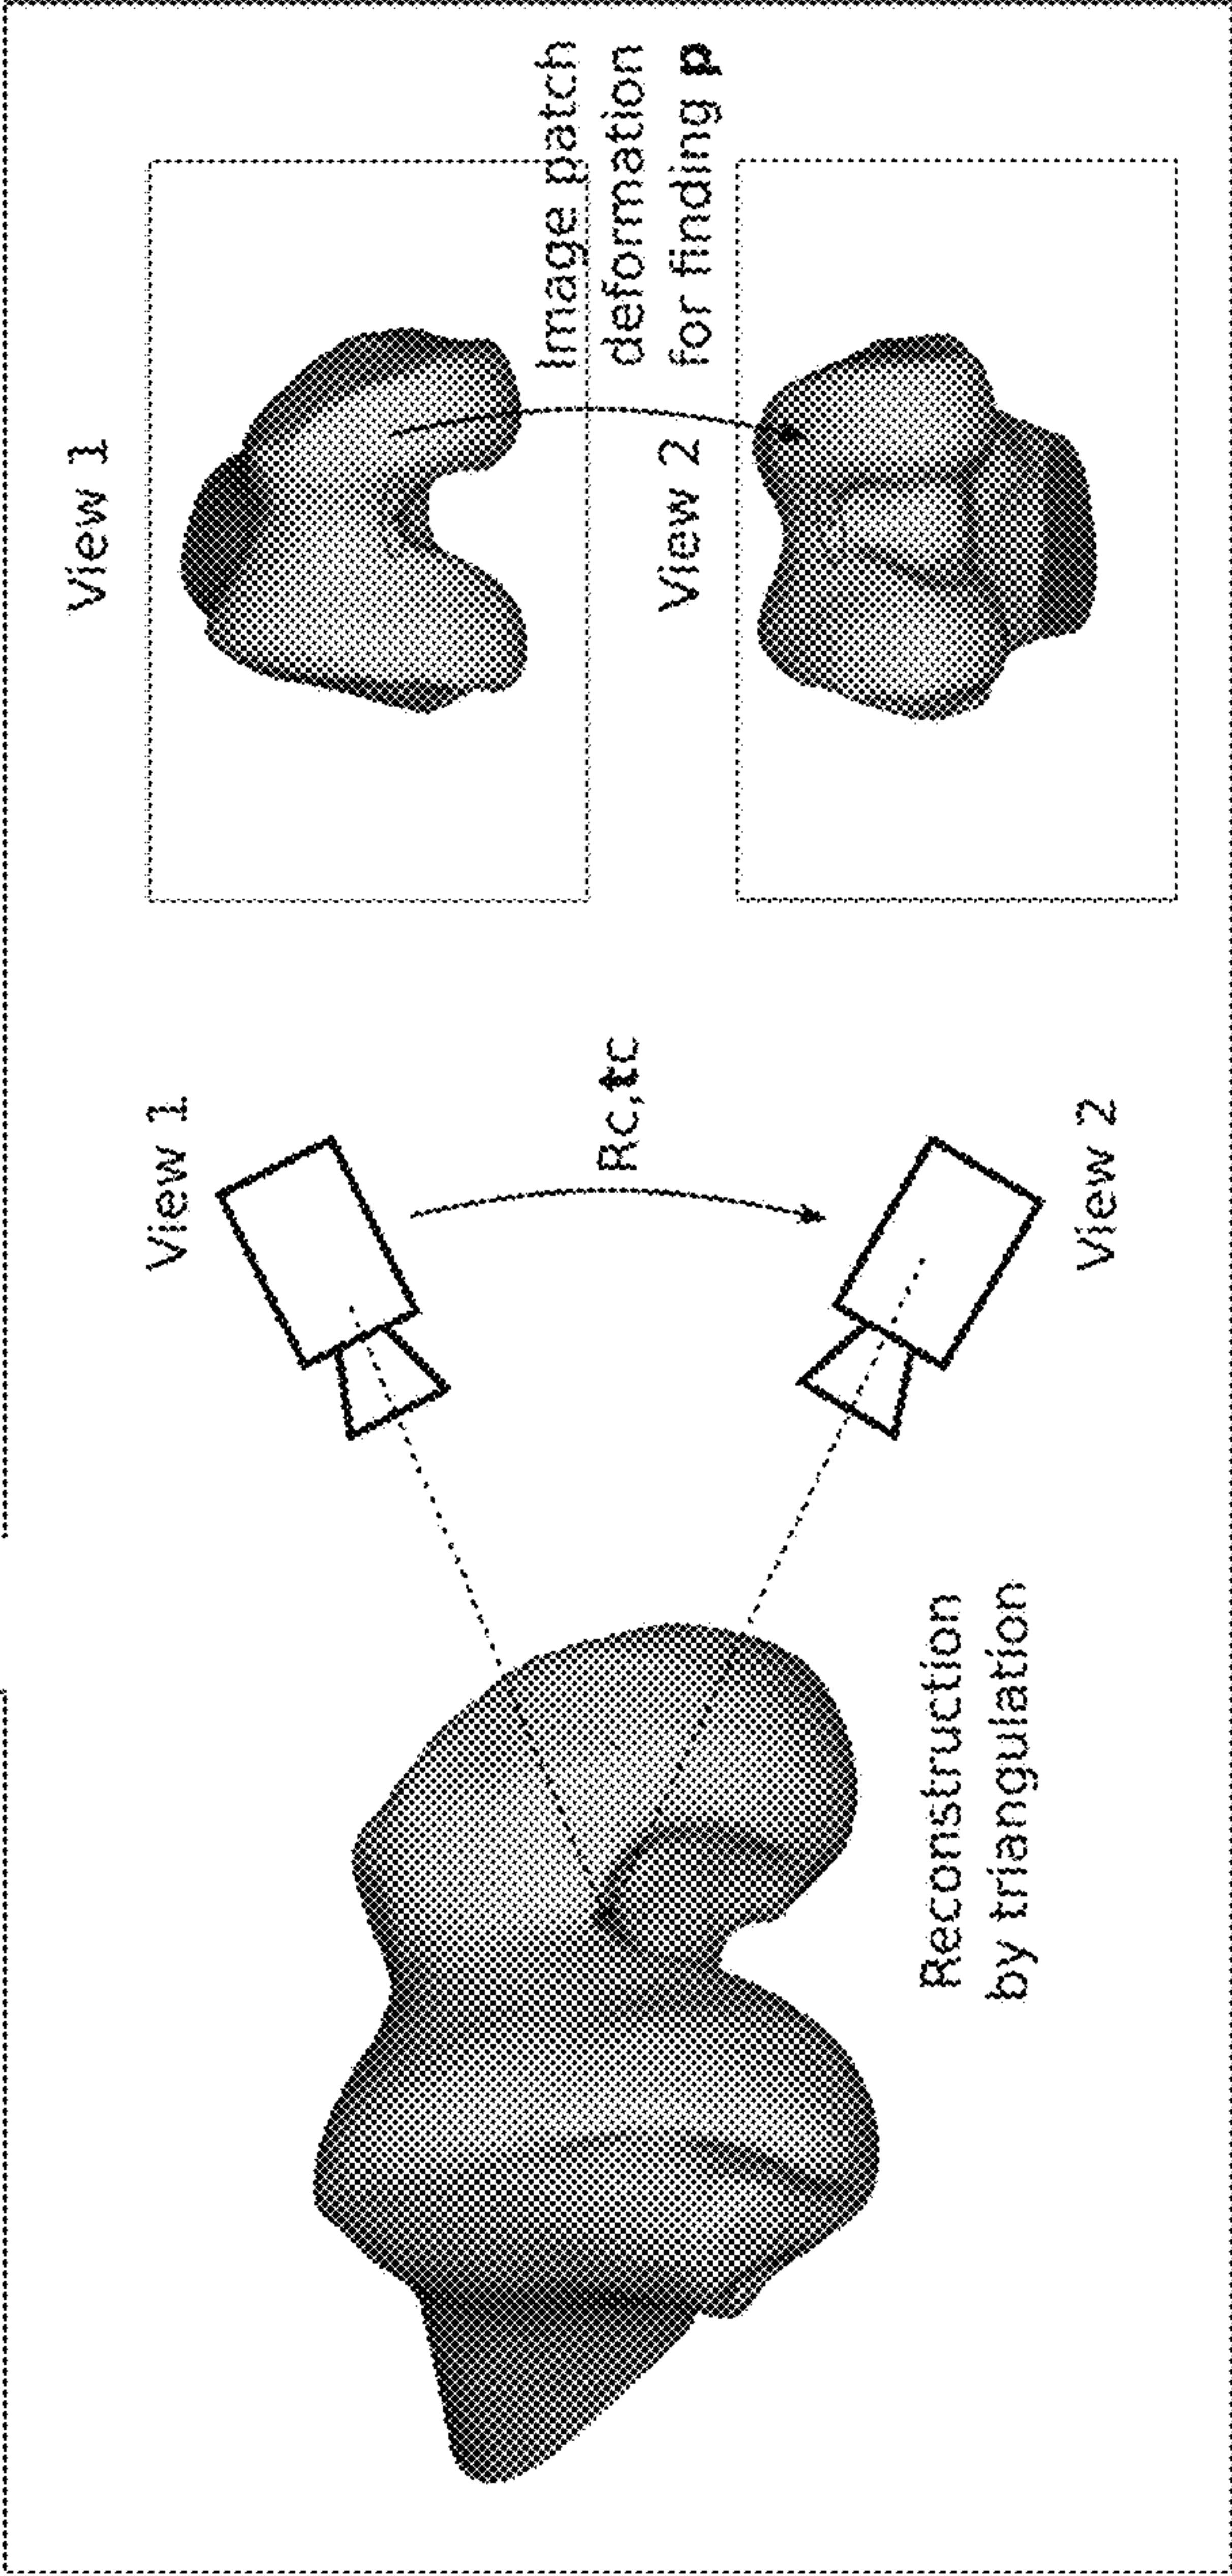 View 1
Rc,tc
View 2
Reconstruction
by triangulation
View 1
Image patch
deformation
for finding p
View 2